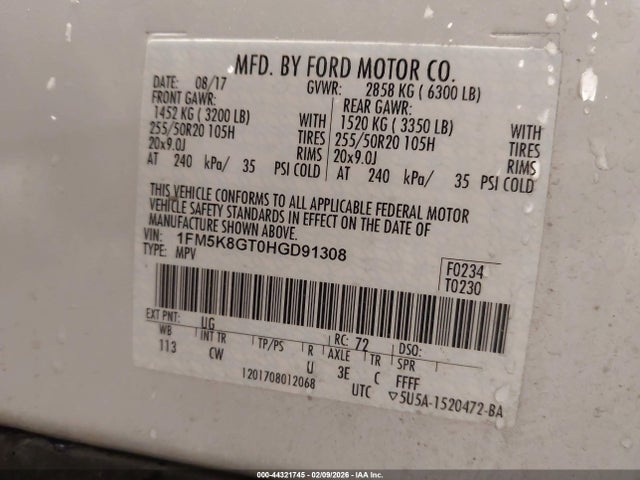 MFD. BY FORD MOTOR CO.
DATE: 08/17 GVWR: 2858 KG ( 6300 LB)
FRONT GAWR: REAR GAWR:
1452 KG ( 3200 LB) WITH 1520 KG ( 3350 LB) WITH
255/50R20 105H TIRES 255/50R20 105H TIRES
20x9.0J RIMS 20x9.0J RIMS
AT 240 kPa/ 35 PSI COLD AT 240 kPa/ 35 PSI COLD
THIS VEHICLE CONFORMS TO ALL APPLICABLE FEDERAL MOTOR
VEHICLE SAFETY STANDARDS IN EFFECT ON THE DATE OF
MANUFACTURE SHOWN ABOVE.
VIN: 1FM5K8GT0HGD91308
TYPE: MPV
F0234
T0230
EXT PNT: UG RC: 72 DSO:
WB INT TR TP/PS R AXLE TR SPR
113 CW U 3E C FFFF
1201708012068 UTC ▽5U5A-1520472-BA
000-44321745 - 02/09/2026 - IAA Inc.